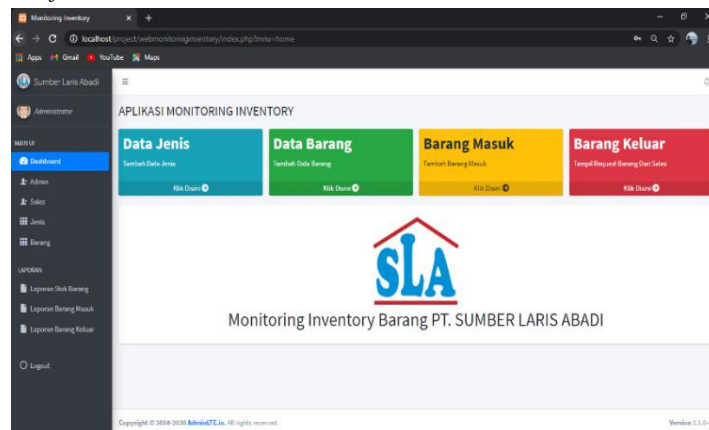 Monitoring Inventory
localhost/project/webmonitoringinventory/index.php?mnu=home
Apps Gmail YouTube Maps
Sumber Laris Abadi
Administrator
MAIN UI
Dashboard
Admin
Sales
Jenis
Barang
LAPORAN
Laporan Stok Barang
Laporan Barang Masuk
Laporan Barang Keluar
Logout
APLIKASI MONITORING INVENTORY
Data Jenis
Tambah Data Jenis
Klik Disini
Data Barang
Tambah Data Barang
Klik Disini
Barang Masuk
Tambah Barang Masuk
Klik Disini
Barang Keluar
Tampil Request Barang Dari Sales
Klik Disini
SLA
Monitoring Inventory Barang PT. SUMBER LARIS ABADI
Copyright © 2014-2020 AdminLTE.io. All rights reserved.
Version